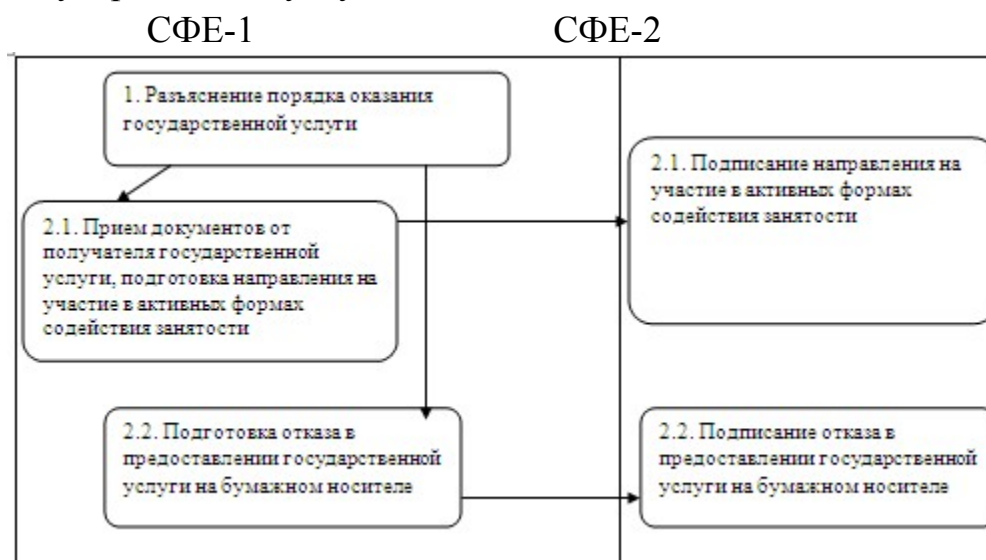 СФЕ-1 СФЕ-2
1. Разъяснение порядка оказания
государственной услуги
2.1. Прием документов от
получателя государственной
услуги, подготовка направления на
участие в активных формах
содействия занятости
2.1. Подписание направления на
участие в активных формах
содействия занятости
2.2. Подготовка отказа в
предоставлении государственной
услуги на бумажном носителе
2.2. Подписание отказа в
предоставлении государственной
услуги на бумажном носителе